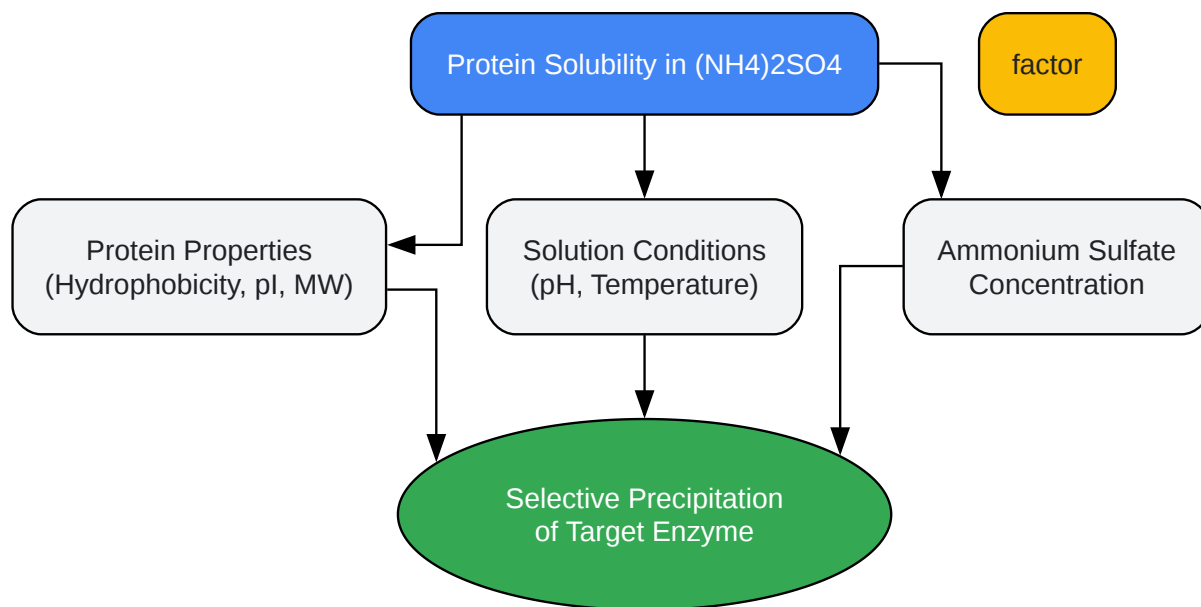 Protein Solubility in (NH4)2SO4
factor
Protein Properties
(Hydrophobicity, pI, MW)
Solution Conditions
(pH, Temperature)
Ammonium Sulfate
Concentration
Selective Precipitation
of Target Enzyme